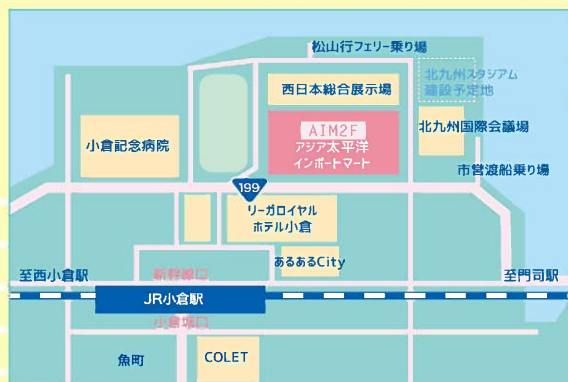 松山行フェリー乗り場
北九州スタジアム
建設予定地
西日本総合展示場
AIM2F
アジア太平洋
インポートマート
北九州国際会議場
小倉記念病院
市営渡船乗り場
199
リーガロイヤル
ホテル小倉
あるあるCity
至西小倉駅
新幹線口
至門司駅
JR小倉駅
小倉城口
魚町
COLET